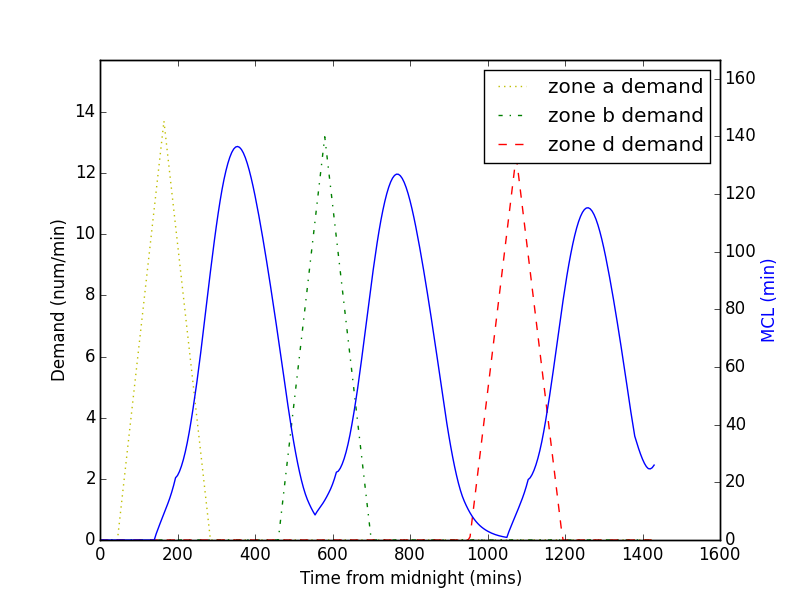 zone a demand
zone b demand
zone d demand
Demand (num/min)
14
12
10
8
6
4
2
0
160
140
120
100
80
60
40
20
0
MCL (min)
0 200 400 600 800 1000 1200 1400 1600
Time from midnight (mins)